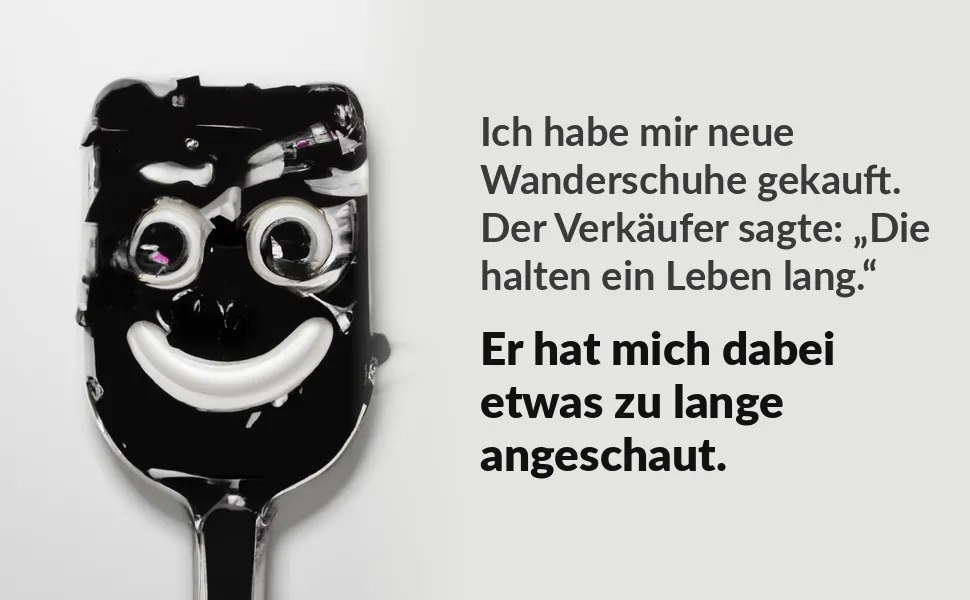 Ich habe mir neue
Wanderschuhe gekauft.
Der Verkäufer sagte: „Die
halten ein Leben lang.“
Er hat mich dabei
etwas zu lange
angeschaut.